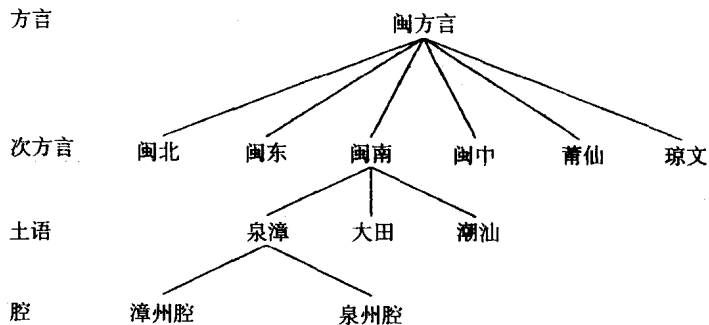 方言 闽方言
次方言 闽北 闽东 闽南 闽中 莆仙 琼文
土语 泉漳 大田 潮汕
腔 漳州腔 泉州腔